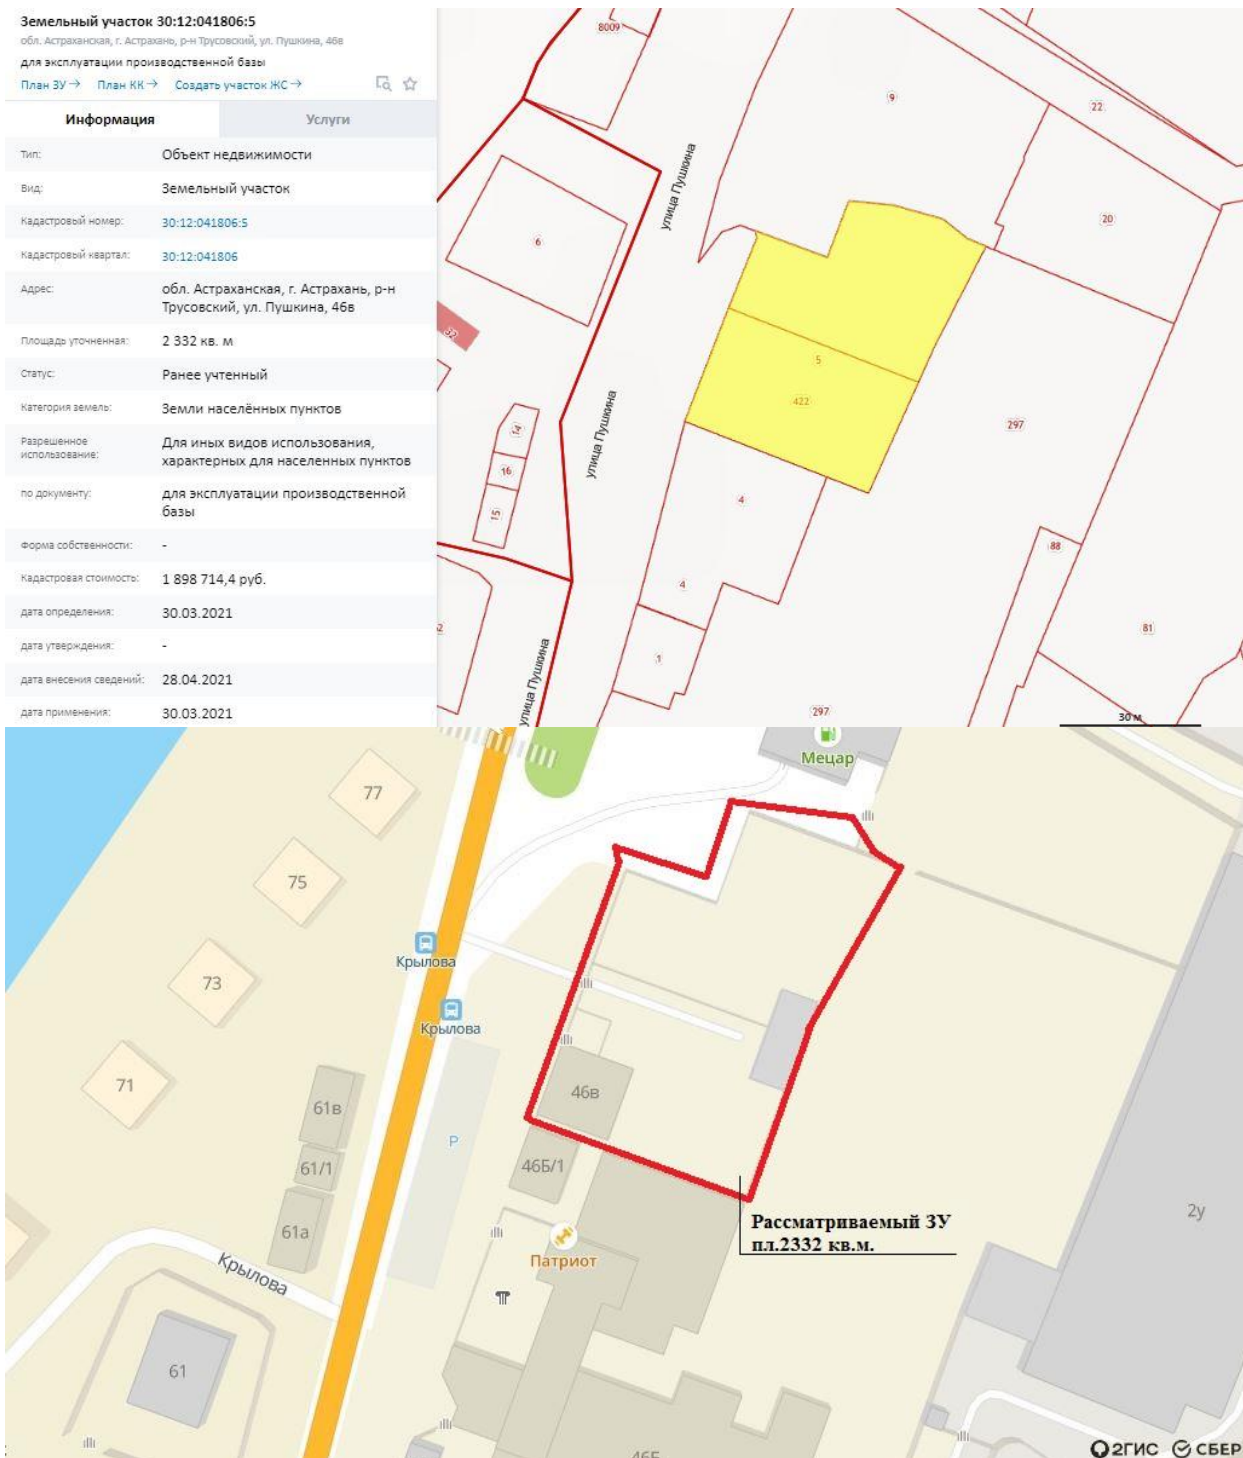 Земельный участок 30:12:041806:5
обл. Астраханская, г. Астрахань, р-н Трусовский, ул. Пушкина, 46в
для эксплуатации производственной базы
План ЗУ → План КК → Создать участок ЖС →
Информация Услуги
Тип: Объект недвижимости
Вид: Земельный участок
Кадастровый номер: 30:12:041806:5
Кадастровый квартал: 30:12:041806
Адрес: обл. Астраханская, г. Астрахань, р-н
Трусовский, ул. Пушкина, 46в
Площадь уточненная: 2 332 кв. м
Статус: Ранее учтенный
Категория земель: Земли населённых пунктов
Разрешенное
использование:
Для иных видов использования,
характерных для населенных пунктов
по документу: для эксплуатации производственной
базы
Форма собственности: -
Кадастровая стоимость: 1 898 714,4 руб.
дата определения: 30.03.2021
дата утверждения: -
дата внесения сведений: 28.04.2021
дата применения: 30.03.2021
8009
9
22
улица Пушкина
20
6
32
5
422
улица Пушкина
14
297
16
4
15
88
4
81
1
улица Пушкина
297
30 м
Мецар
77
75
Крылова
73
Крылова
71
46в
61в
Р
61/1
46Б/1
61а
Рассматриваемый ЗУ
пл.2332 кв.м.
2у
Патриот
Крылова
61
46Б
2ГИС СБЕР